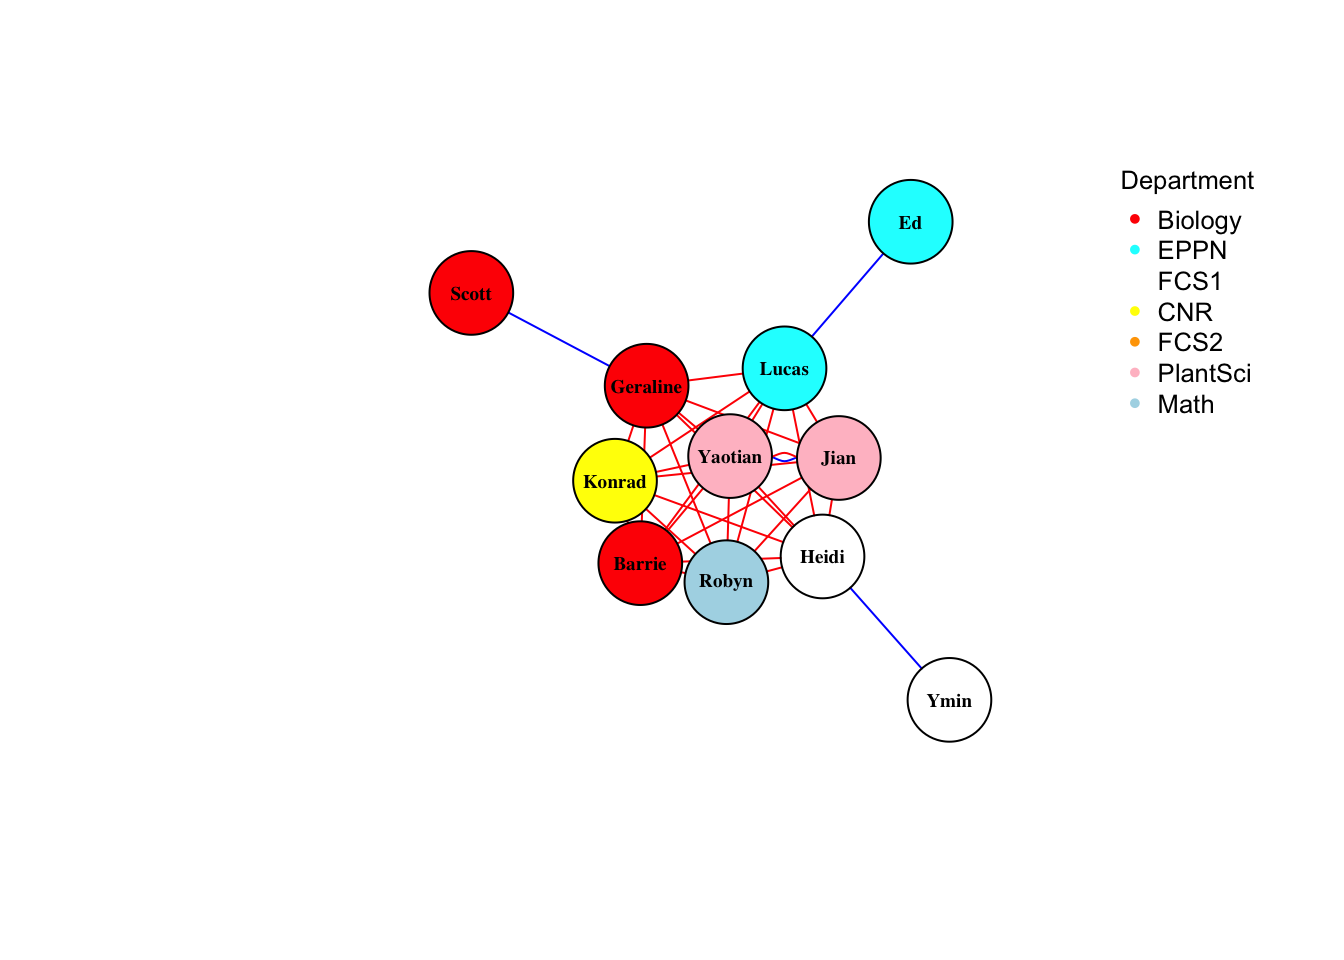 Department
Biology
EPPN
FCS1
CNR
FCS2
PlantSci
Math
Ed
Scott
Lucas
Geraline
Yaotian
Jian
Konrad
Heidi
Barrie
Robyn
Ymin